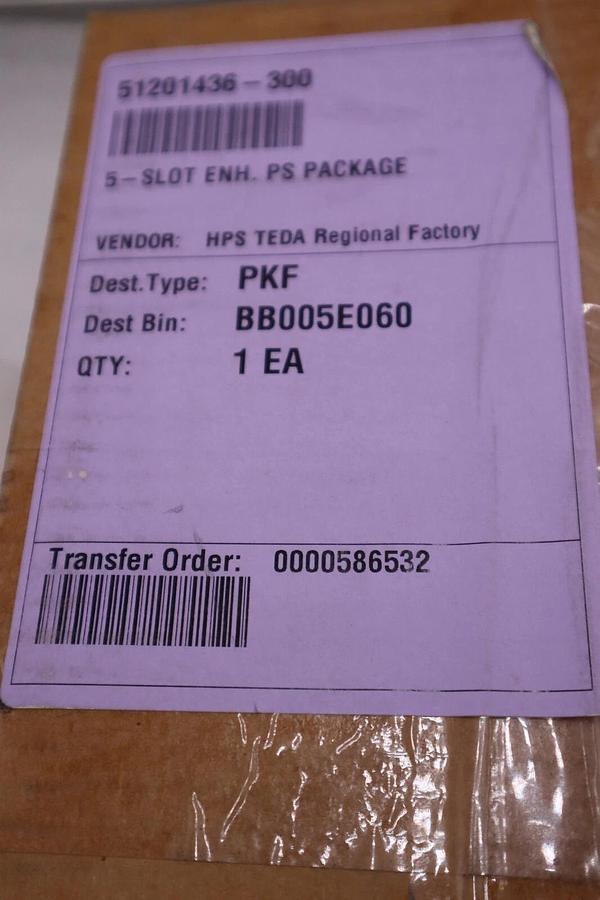 51201436-300
5-SLOT ENH. PS PACKAGE
VENDOR: HPS TEDA Regional Factory
Dest.Type: PKF
Dest Bin: BB005E060
QTY: 1 EA
Transfer Order: 0000586532